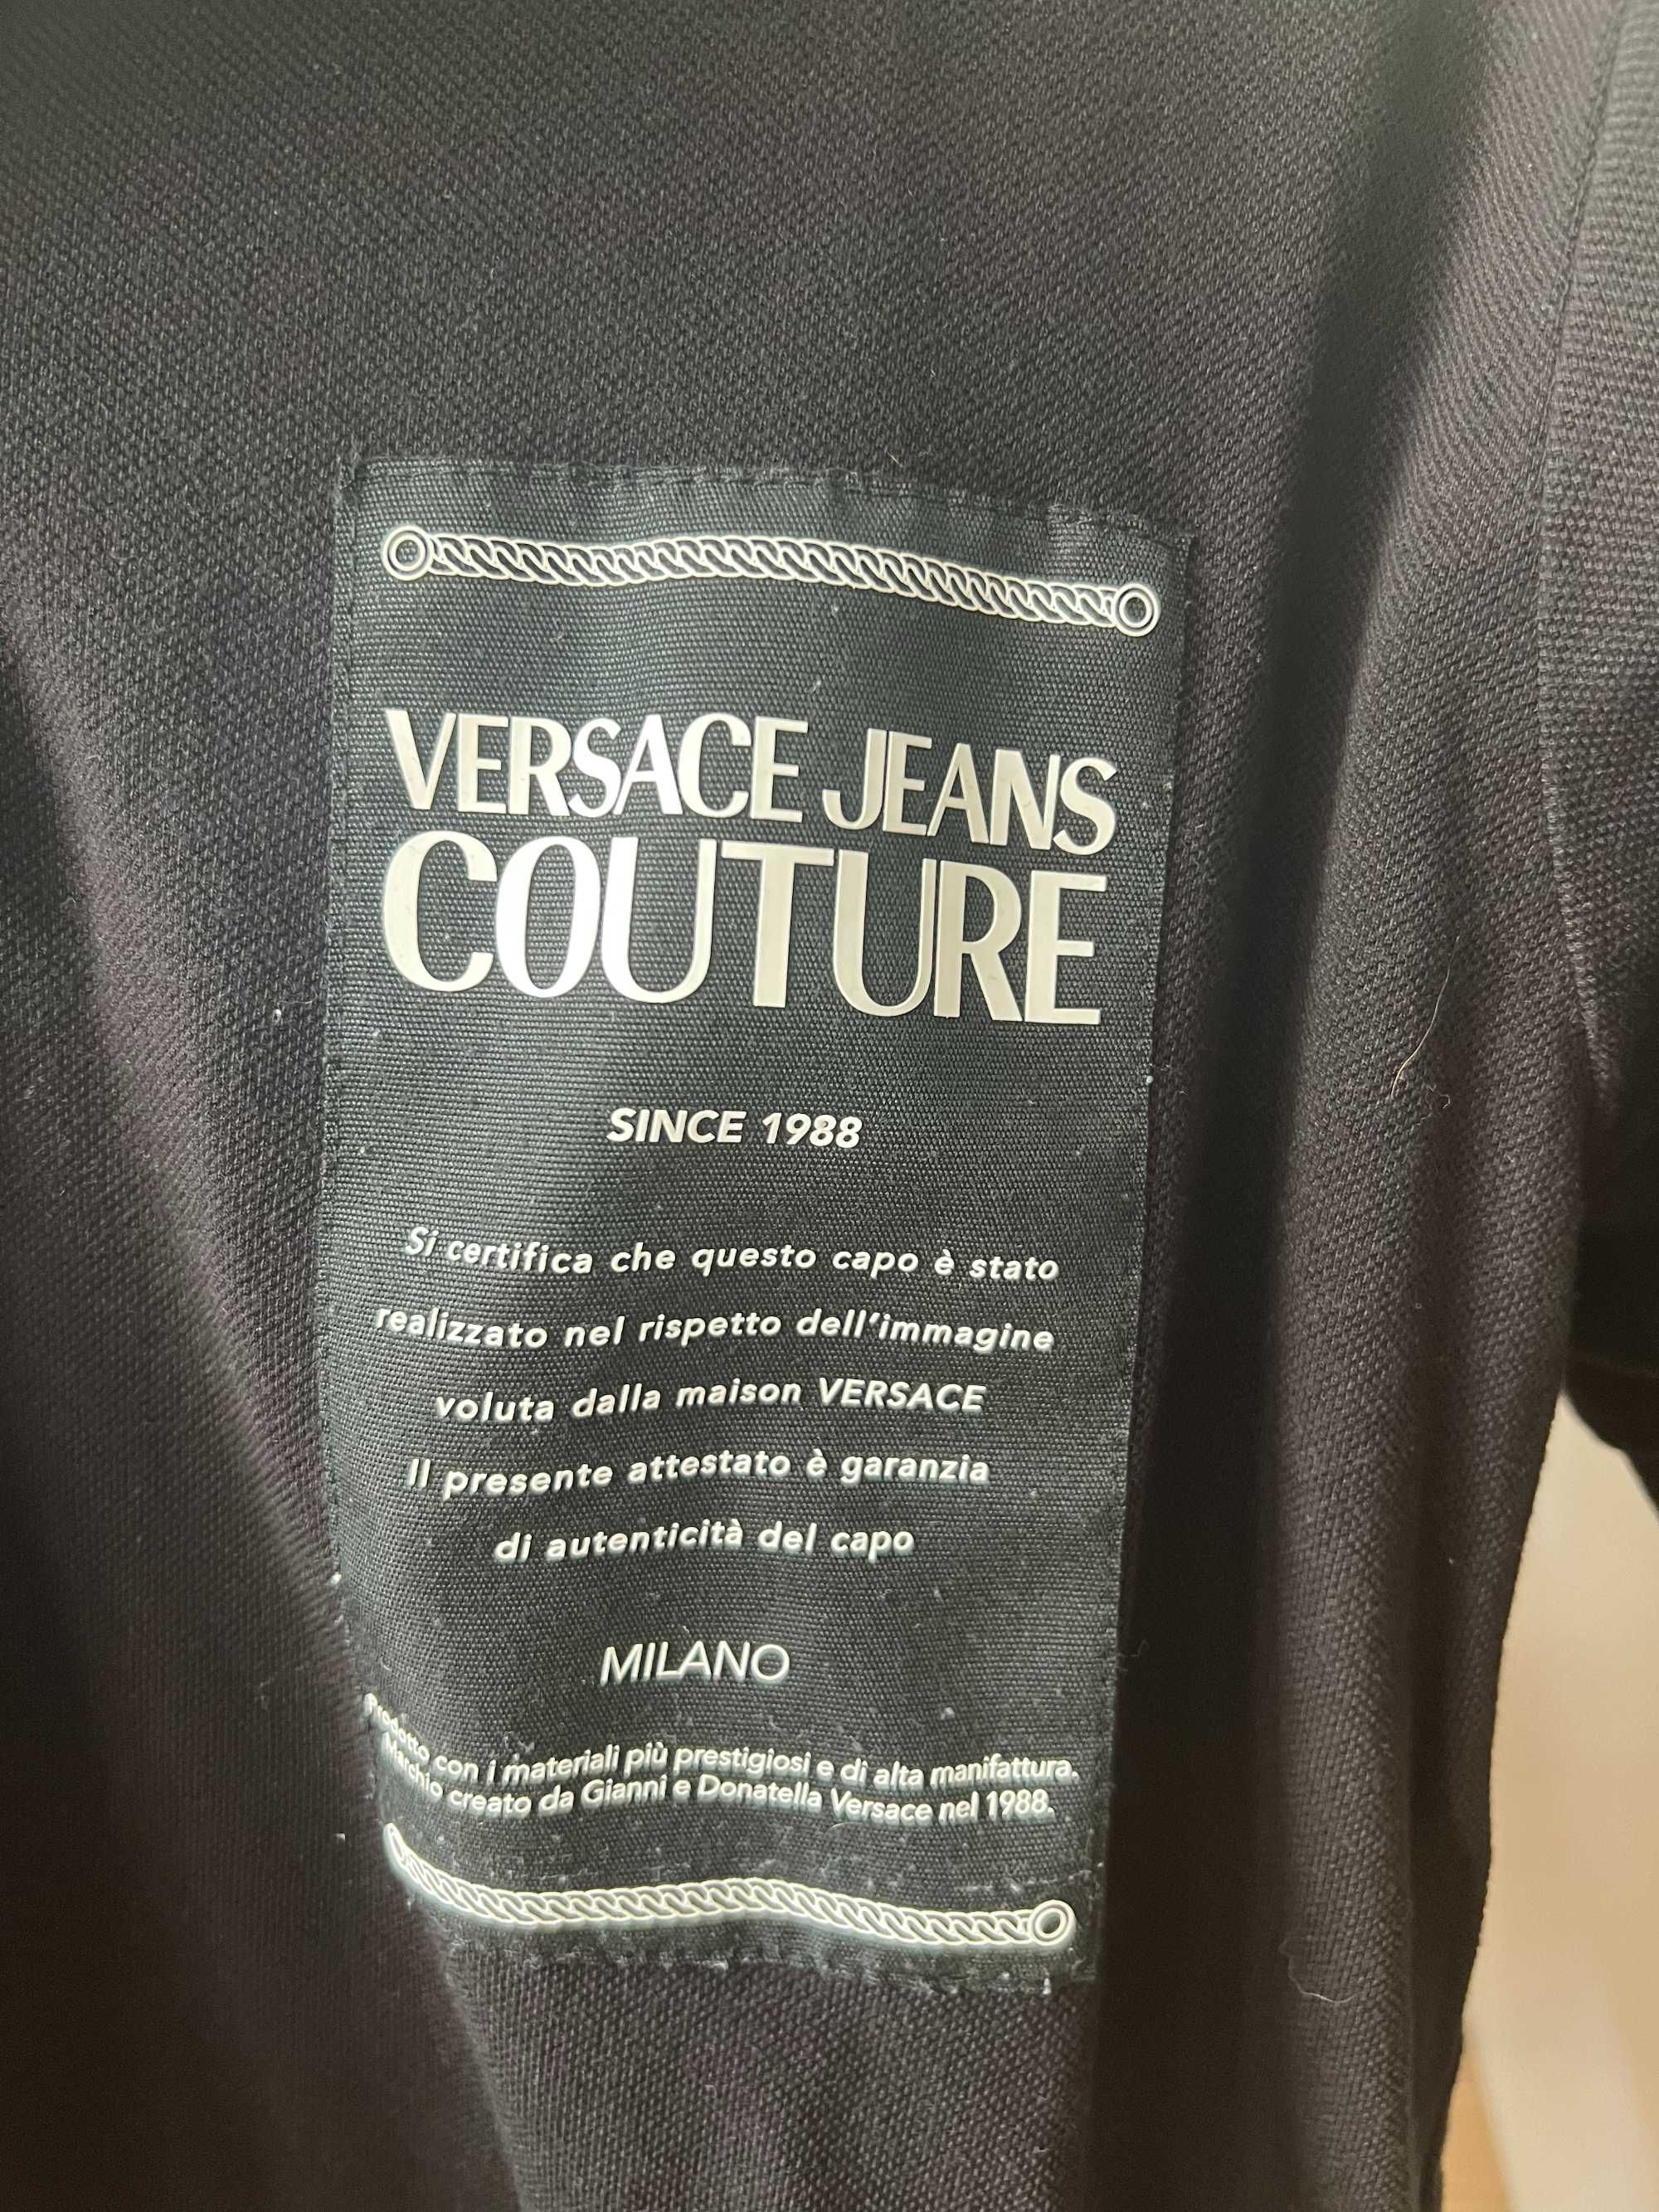 VERSACE JEANS
COUTURE
SINCE 1988
Si certifica che questo capo è stato
realizzato nel rispetto dell'immagine
voluta dalla maison VERSACE
Il presente attestato è garanzia
di autenticità del capo
MILANO
Prodotto con i materiali più prestigiosi e di alta manifattura.
Marchio creato da Gianni e Donatella Versace nel 1988.